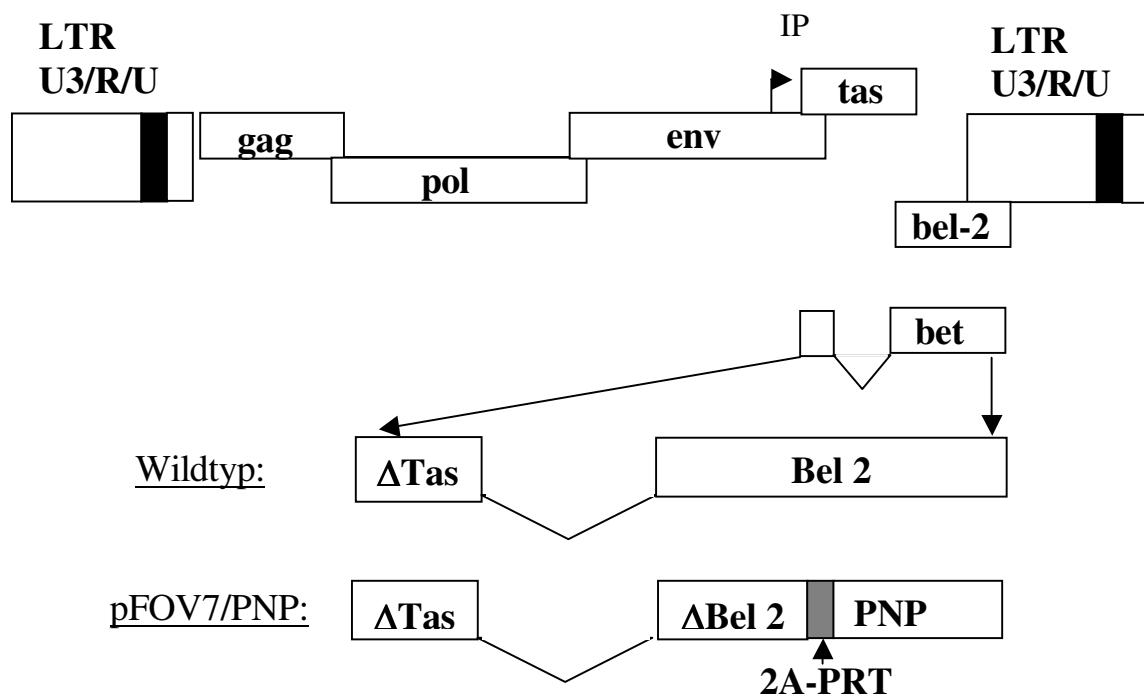 LTR
U3/R/U
IP
LTR
U3/R/U
tas
gag
env
pol
bel-2
bet
Wildtyp:
ΔTas
Bel 2
pFOV7/PNP:
ΔTas
ΔBel 2
PNP
2A-PRT